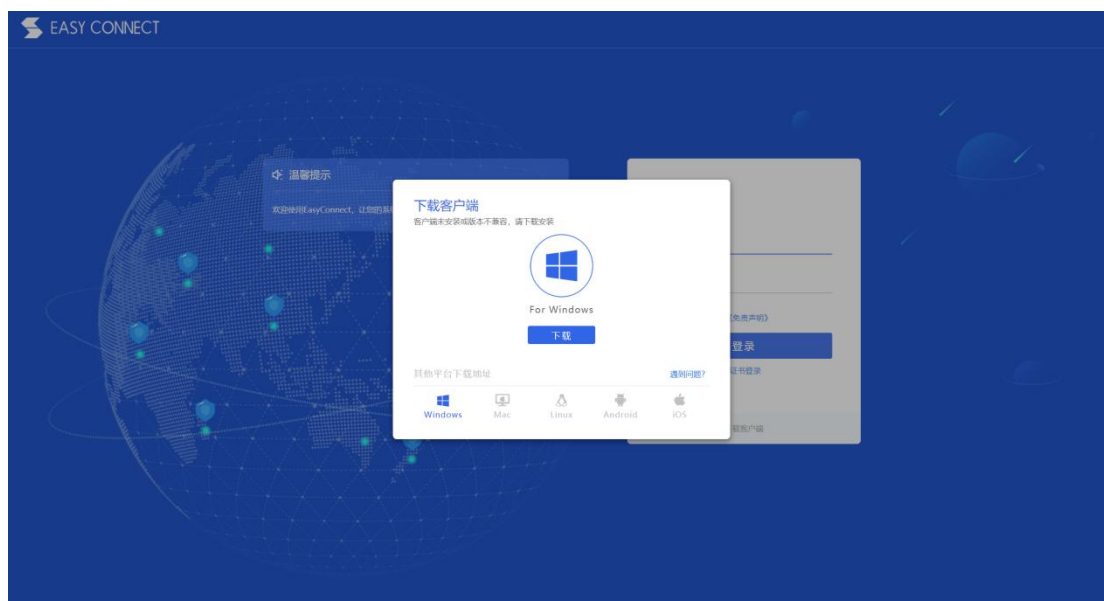 EASY CONNECT
温馨提示
欢迎使用EasyConnect，让您的系
下载客户端
客户端未安装或版本不兼容，请下载安装
For Windows
下载
其他平台下载地址
遇到问题?
Windows
Mac
Linux
Android
iOS
《免责声明》
登录
证书登录
下载客户端